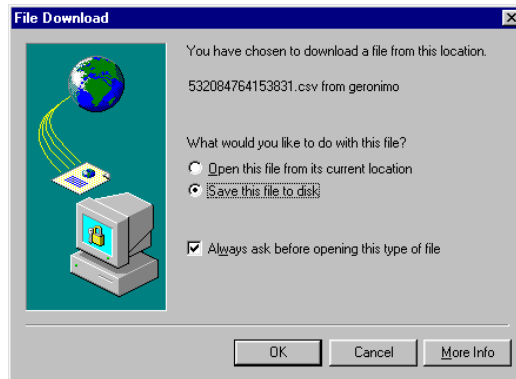 File Download
You have chosen to download a file from this location.
532084764153831.csv from geronimo
What would you like to do with this file?
Open this file from its current location
Save this file to disk
Always ask before opening this type of file
OK
Cancel
More Info